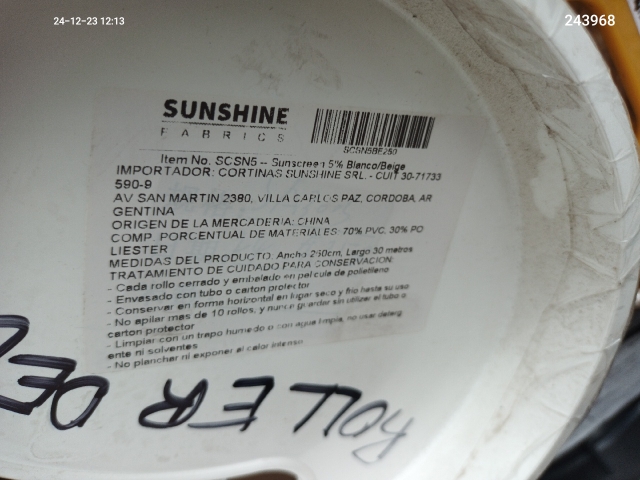 24-12-23 12:13
243968
SUNSHINE
FABRICS
SCSN5BE250
Item No. SCSN5 -- Sunscreen 5% Blanco/Beige
IMPORTADOR: CORTINAS SUNSHINE SRL. - CUIT 30-71733
590-9
AV SAN MARTIN 2380, VILLA CARLOS PAZ, CORDOBA, AR
GENTINA
ORIGEN DE LA MERCADERIA: CHINA
COMP. PORCENTUAL DE MATERIALES: 70% PVC, 30% PO
LIESTER
MEDIDAS DEL PRODUCTO: Ancho 250cm, Largo 30 metros
TRATAMIENTO DE CUIDADO PARA CONSERVACION:
- Cada rollo cerrado y embalado en pelicula de polietileno
- Envasado con tubo o carton protector
- Conservar en forma horizontal en lugar seco y frio hasta su uso
- No apilar mas de 10 rollos, y nunca guardar sin utilizar el tubo o
carton protector
- Limpiar con un trapo humedo o con agua limpia, no usar deterg
ente ni solventes
- No planchar ni exponer al calor intenso
ROLLER DE